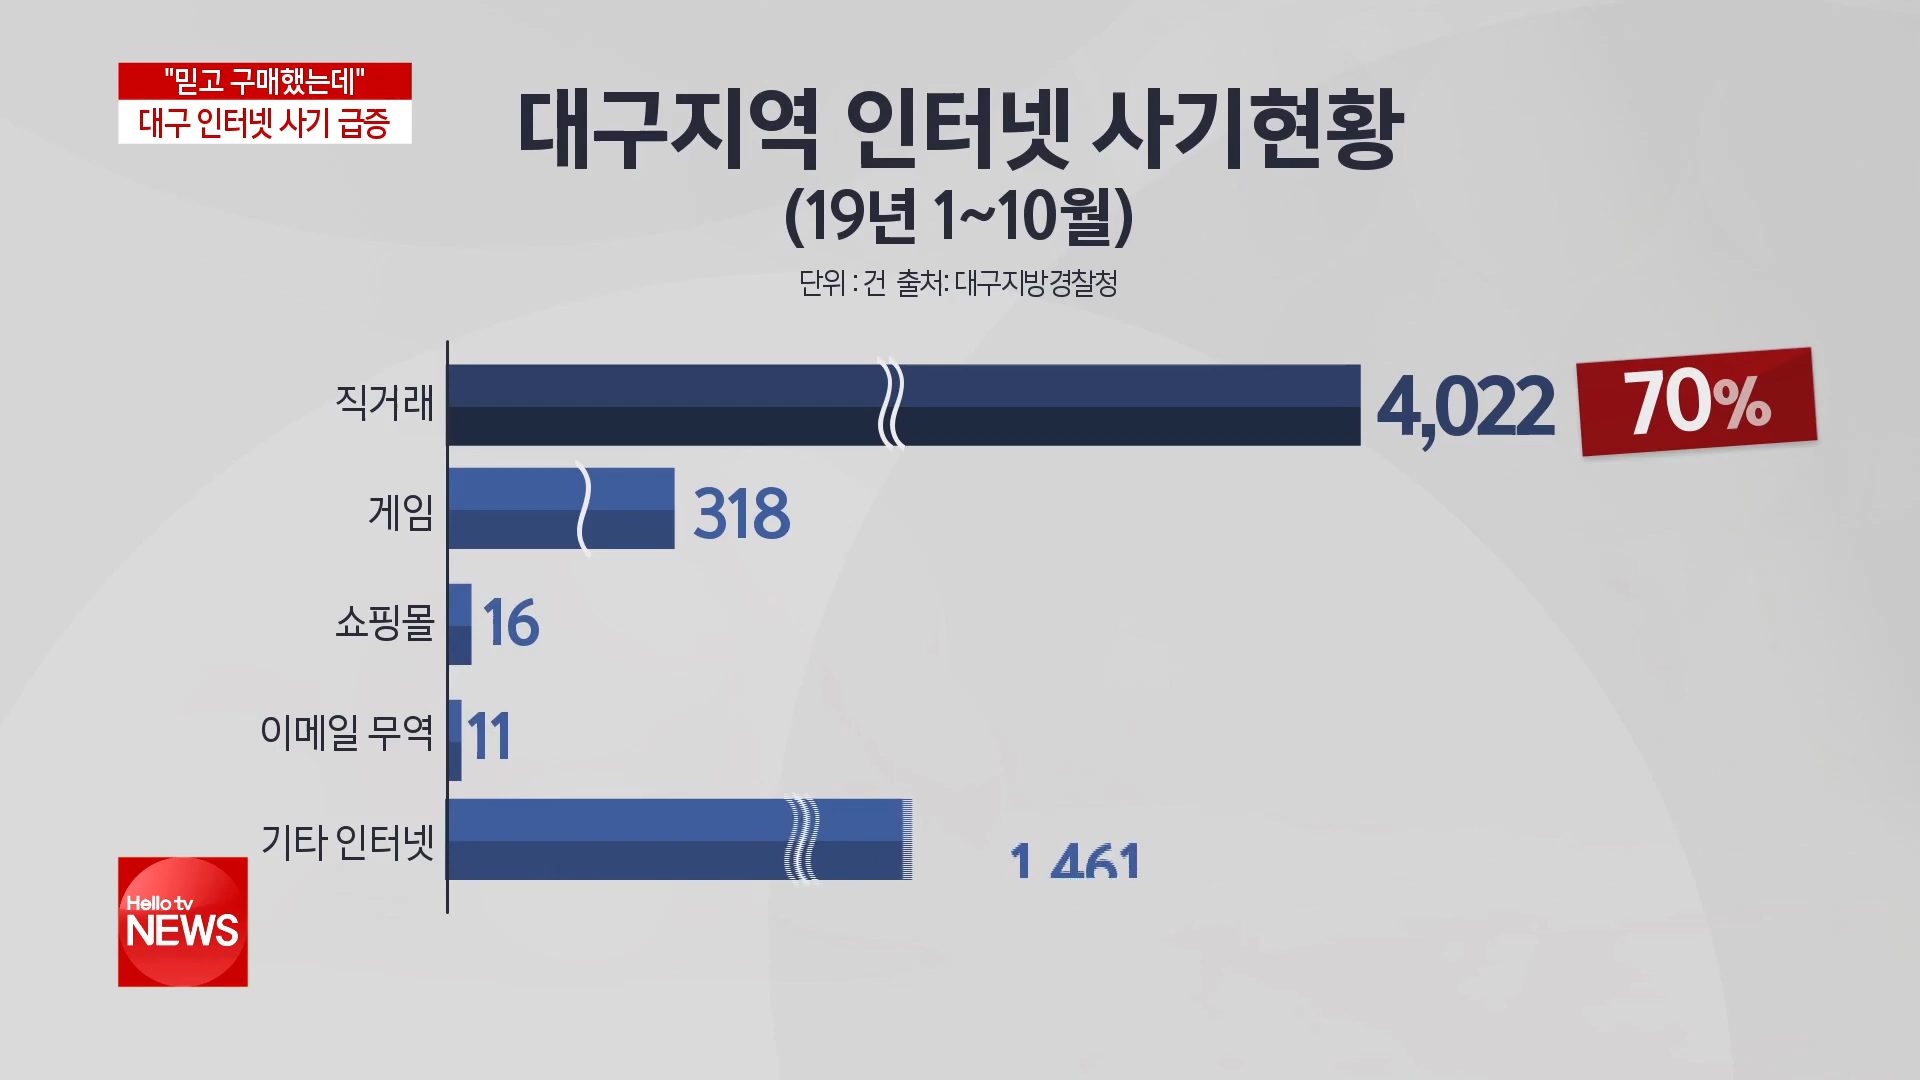 "믿고 구매했는데"
대구 인터넷 사기 급증
대구지역 인터넷 사기현황
(19년 1~10월)
단위 : 건 출처: 대구지방경찰청
직거래 4,022 70%
게임 318
쇼핑몰 16
이메일 무역 11
기타 인터넷 1,461
Hello tv
NEWS